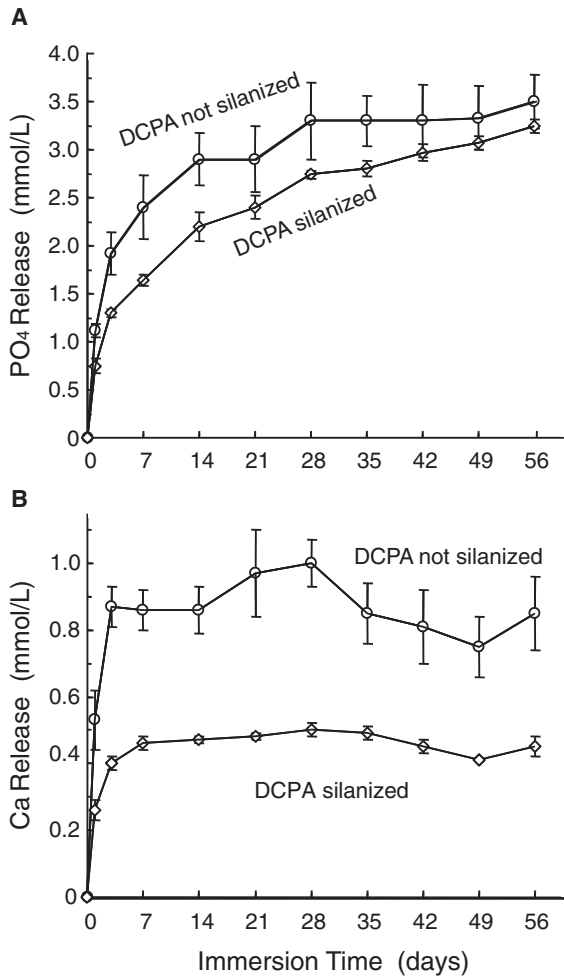 A
4.0
3.5
3.0
2.5
2.0
1.5
1.0
0.5
0
PO4 Release (mmol/L)
DCPA not silanized
DCPA silanized
0 7 14 21 28 35 42 49 56
B
1.0
0.8
0.6
0.4
0.2
0
Ca Release (mmol/L)
DCPA not silanized
DCPA silanized
0 7 14 21 28 35 42 49 56
Immersion Time (days)